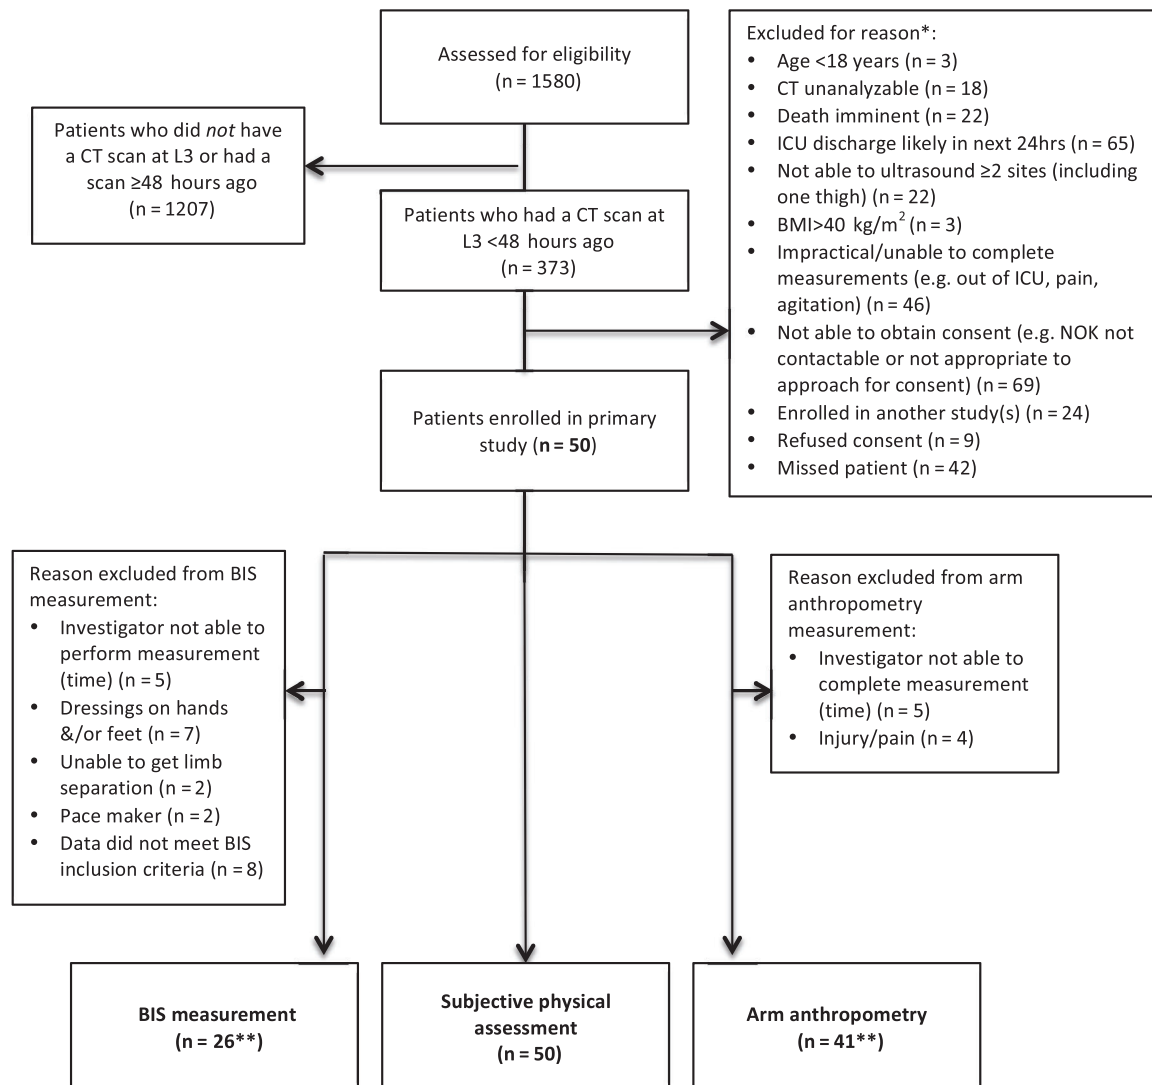 Assessed for eligibility
(n = 1580)
Patients who did not have
a CT scan at L3 or had a
scan ≥48 hours ago
(n = 1207)
Patients who had a CT scan at
L3 <48 hours ago
(n = 373)
Excluded for reason*:
• Age <18 years (n = 3)
• CT unanalyzable (n = 18)
• Death imminent (n = 22)
• ICU discharge likely in next 24hrs (n = 65)
• Not able to ultrasound ≥2 sites (including
one thigh) (n = 22)
• BMI>40 kg/m² (n = 3)
• Impractical/unable to complete
measurements (e.g. out of ICU, pain,
agitation) (n = 46)
• Not able to obtain consent (e.g. NOK not
contactable or not appropriate to
approach for consent) (n = 69)
• Enrolled in another study(s) (n = 24)
• Refused consent (n = 9)
• Missed patient (n = 42)
Patients enrolled in primary
study (n = 50)
Reason excluded from BIS
measurement:
• Investigator not able to
perform measurement
(time) (n = 5)
• Dressings on hands
&/or feet (n = 7)
• Unable to get limb
separation (n = 2)
• Pace maker (n = 2)
• Data did not meet BIS
inclusion criteria (n = 8)
Reason excluded from arm
anthropometry
measurement:
• Investigator not able to
complete measurement
(time) (n = 5)
• Injury/pain (n = 4)
BIS measurement
(n = 26**)
Subjective physical
assessment
(n = 50)
Arm anthropometry
(n = 41**)